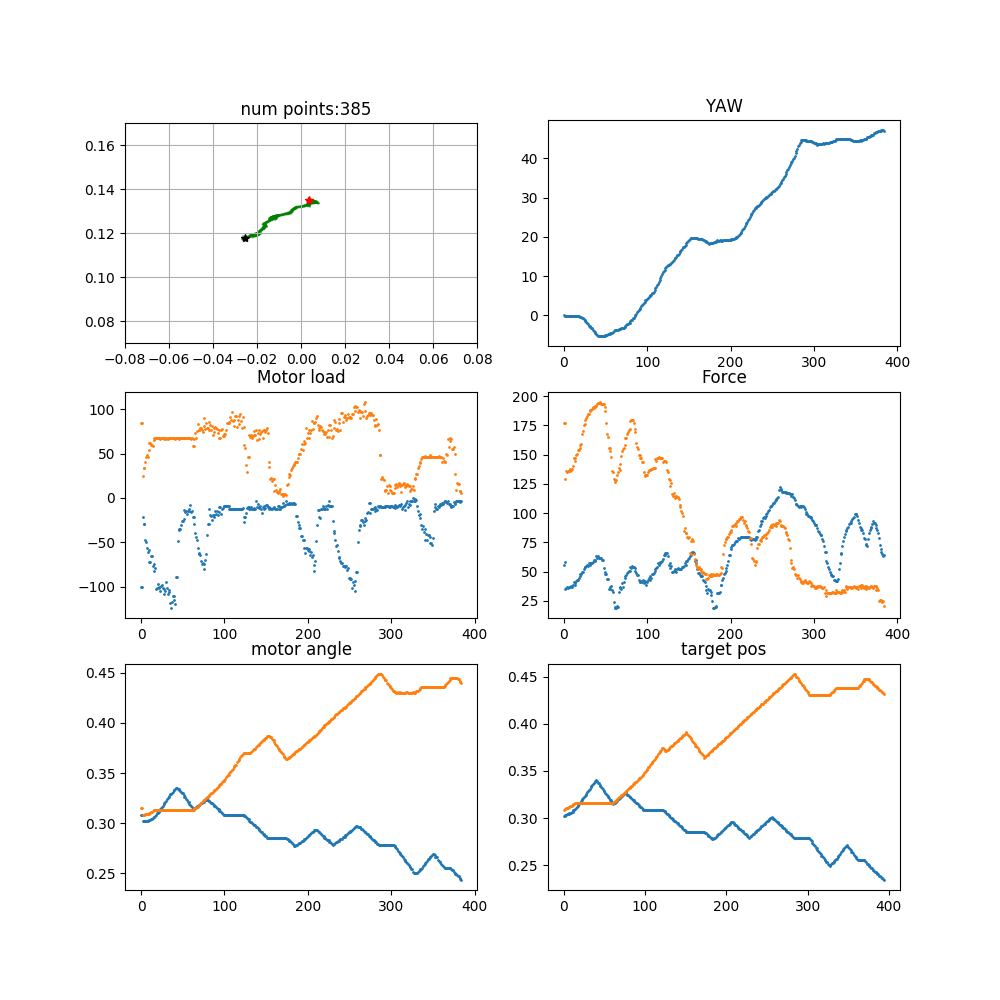 num points:385
YAW
0.16
0.14
0.12
0.10
0.08
−0.08 −0.06 −0.04 −0.02 0.00 0.02 0.04 0.06 0.08
40
30
20
10
0
0 100 200 300 400
Motor load
Force
100
50
0
−50
−100
0 100 200 300 400
200
175
150
125
100
75
50
25
0 100 200 300 400
motor angle
target pos
0.45
0.40
0.35
0.30
0.25
0 100 200 300 400
0.45
0.40
0.35
0.30
0.25
0 100 200 300 400